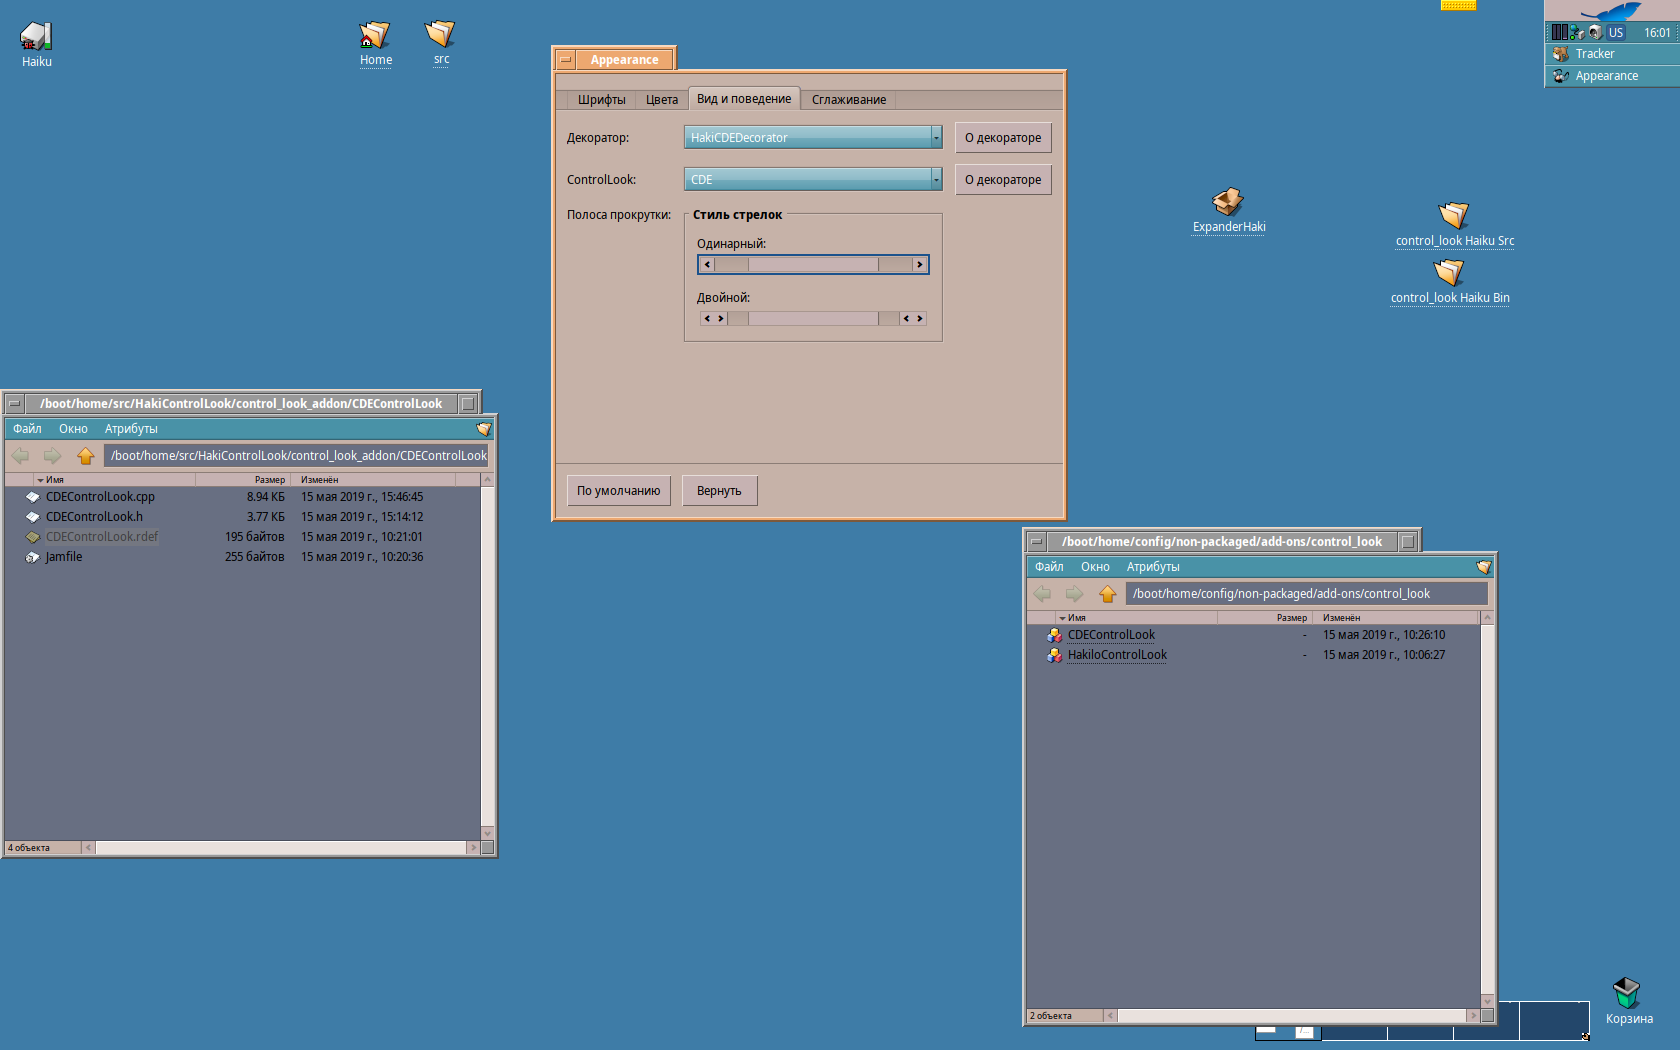 Haiku
Home
src
US
16:01
Tracker
Appearance
Appearance
Шрифты
Цвета
Вид и поведение
Сглаживание
Декоратор:
HakiCDEDecorator
О декораторе
ControlLook:
CDE
О декораторе
Полоса прокрутки:
Стиль стрелок
Одинарный:
Двойной:
По умолчанию
Вернуть
ExpanderHaki
control_look Haiku Src
control_look Haiku Bin
/boot/home/src/HakiControlLook/control_look_addon/CDEControlLook
Файл
Окно
Атрибуты
/boot/home/src/HakiControlLook/control_look_addon/CDEControlLook
Имя
Размер
Изменён
CDEControlLook.cpp 8.94 КБ 15 мая 2019 г., 15:46:45
CDEControlLook.h 3.77 КБ 15 мая 2019 г., 15:14:12
CDEControlLook.rdef 195 байтов 15 мая 2019 г., 10:21:01
Jamfile 255 байтов 15 мая 2019 г., 10:20:36
4 объекта
/boot/home/config/non-packaged/add-ons/control_look
Файл
Окно
Атрибуты
/boot/home/config/non-packaged/add-ons/control_look
Имя
Размер
Изменён
CDEControlLook - 15 мая 2019 г., 10:26:10
HakiloControlLook - 15 мая 2019 г., 10:06:27
2 объекта
Корзина